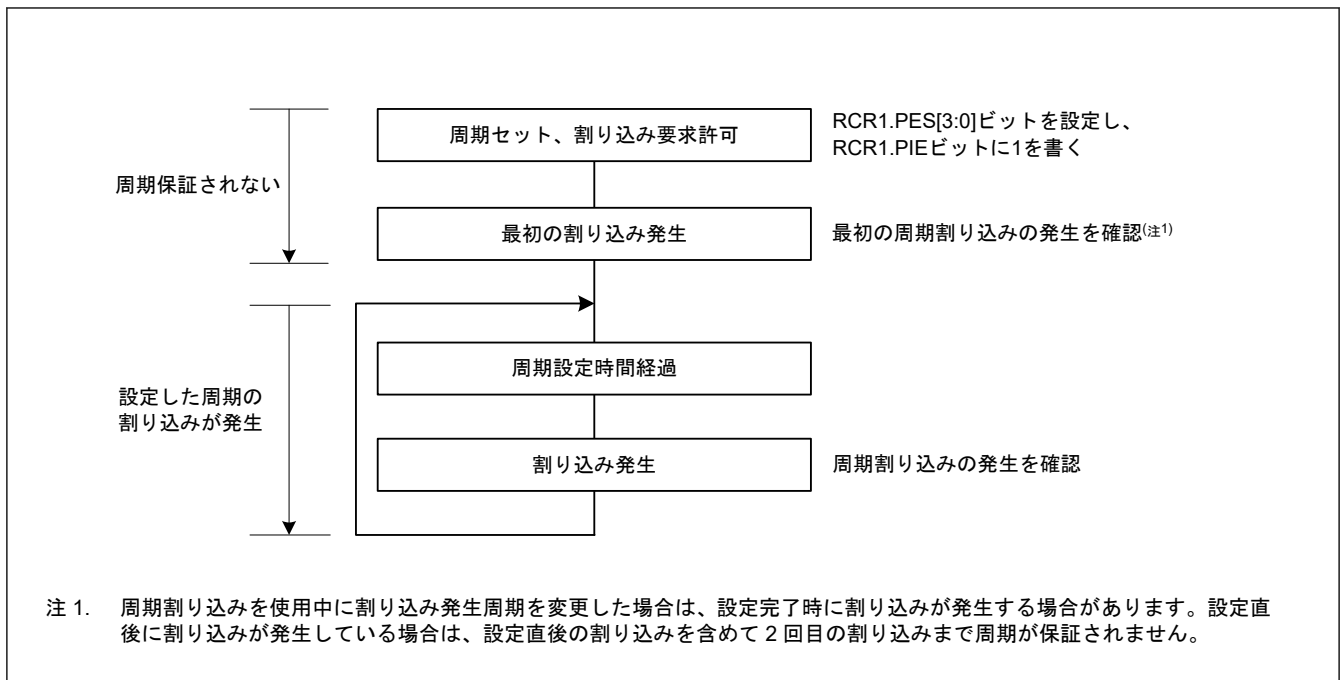 周期セット、割り込み要求許可
RCR1.PES[3:0]ビットを設定し、
RCR1.PIEビットに1を書く
周期保証されない
最初の割り込み発生
最初の周期割り込みの発生を確認(注1)
周期設定時間経過
設定した周期の
割り込みが発生
割り込み発生
周期割り込みの発生を確認
注 1. 周期割り込みを使用中に割り込み発生周期を変更した場合は、設定完了時に割り込みが発生する場合があります。設定直
後に割り込みが発生している場合は、設定直後の割り込みを含めて 2 回目の割り込みまで周期が保証されません。